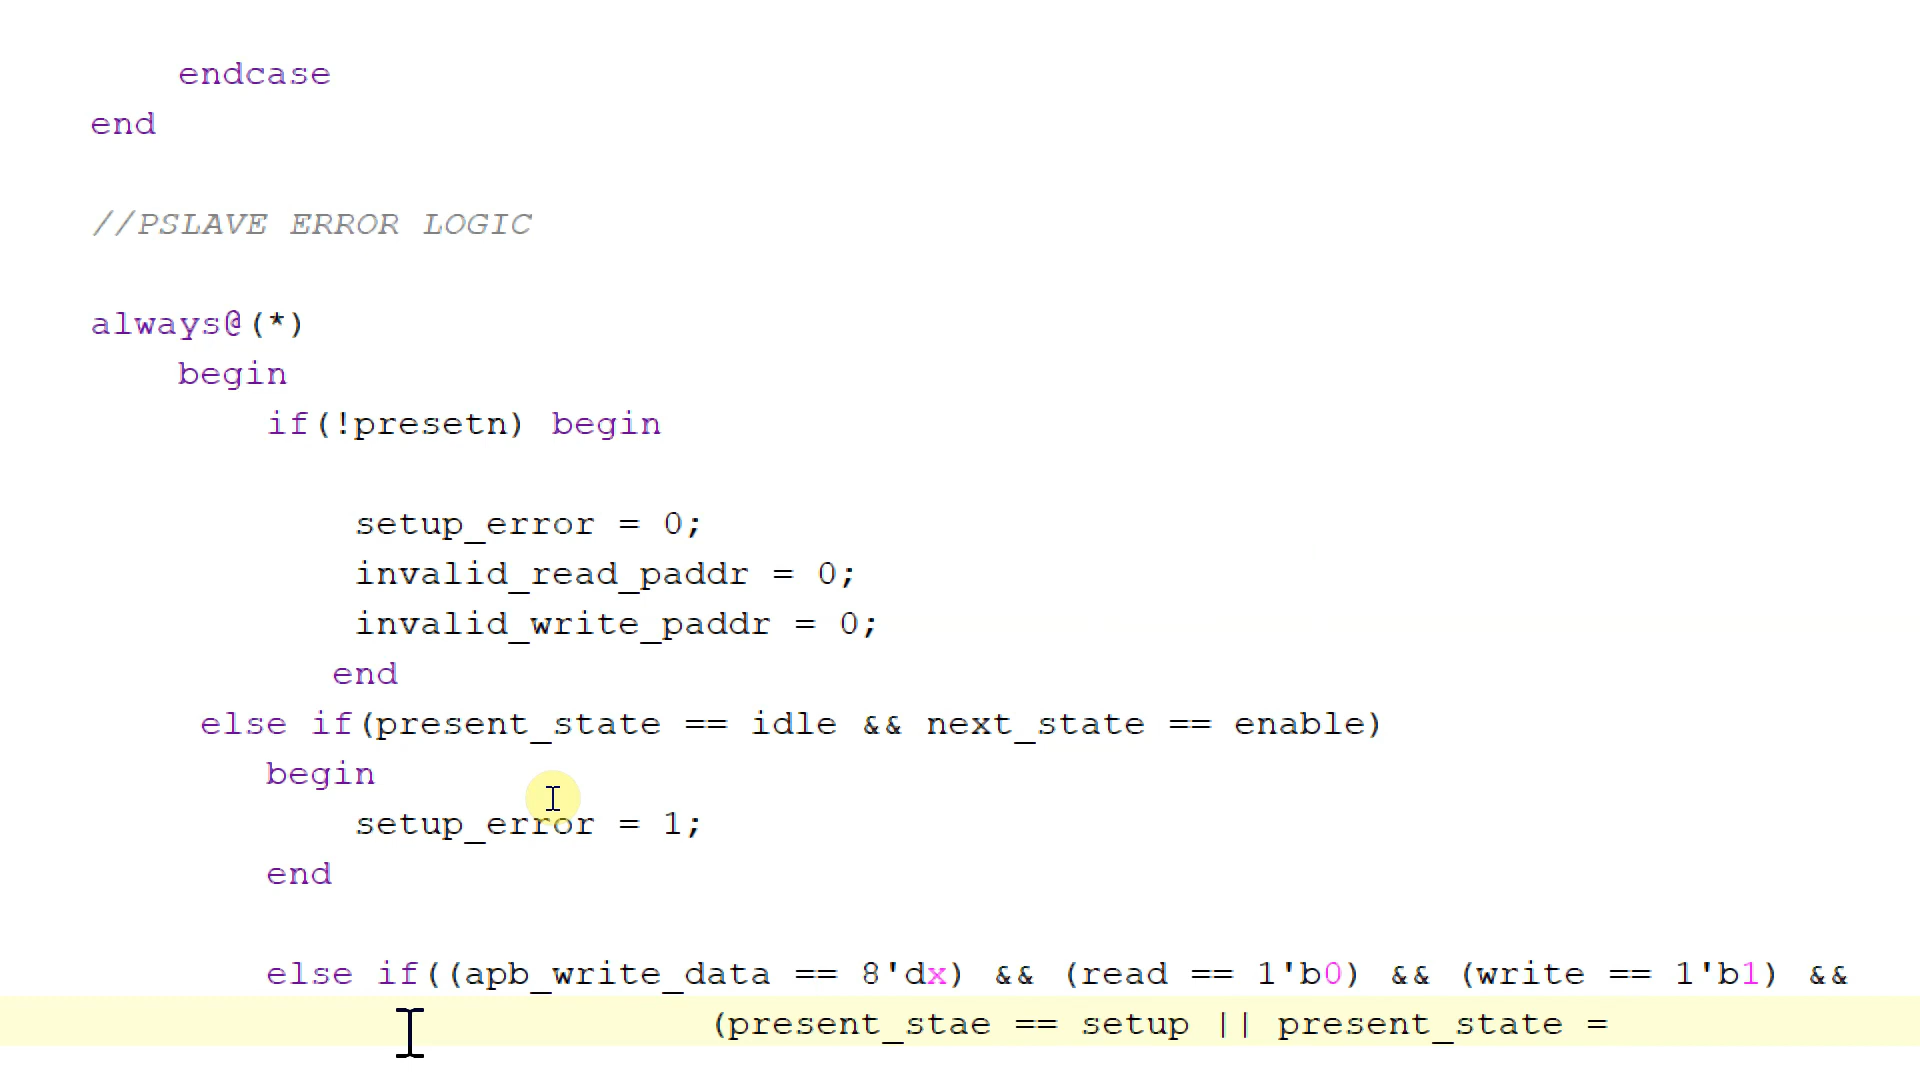 endcase
end
//PSLAVE ERROR LOGIC
always@(*)
begin
if(!presetn) begin
setup_error = 0;
invalid_read_paddr = 0;
invalid_write_paddr = 0;
end
else if(present_state == idle && next_state == enable)
begin
setup_error = 1;
end
else if((apb_write_data == 8'dx) && (read == 1'b0) && (write == 1'b1) &&
(present_stae == setup || present_state =